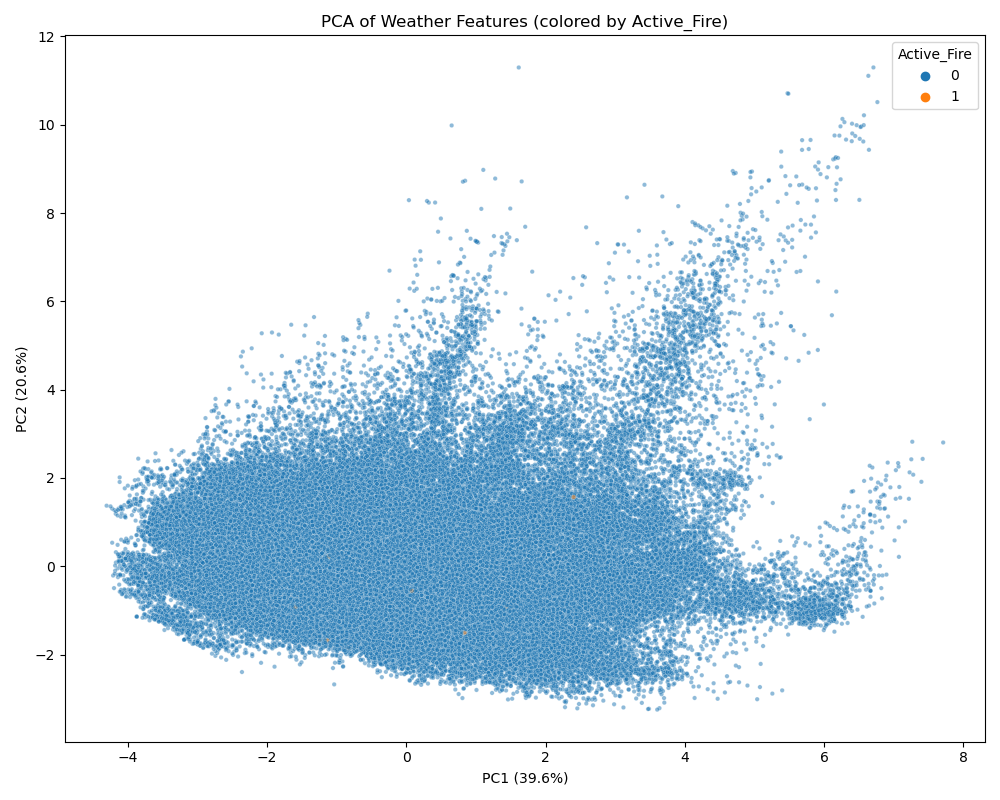 PCA of Weather Features (colored by Active_Fire)
Active_Fire
0
1
12
10
8
6
4
2
0
−2
PC2 (20.6%)
−4 −2 0 2 4 6 8
PC1 (39.6%)